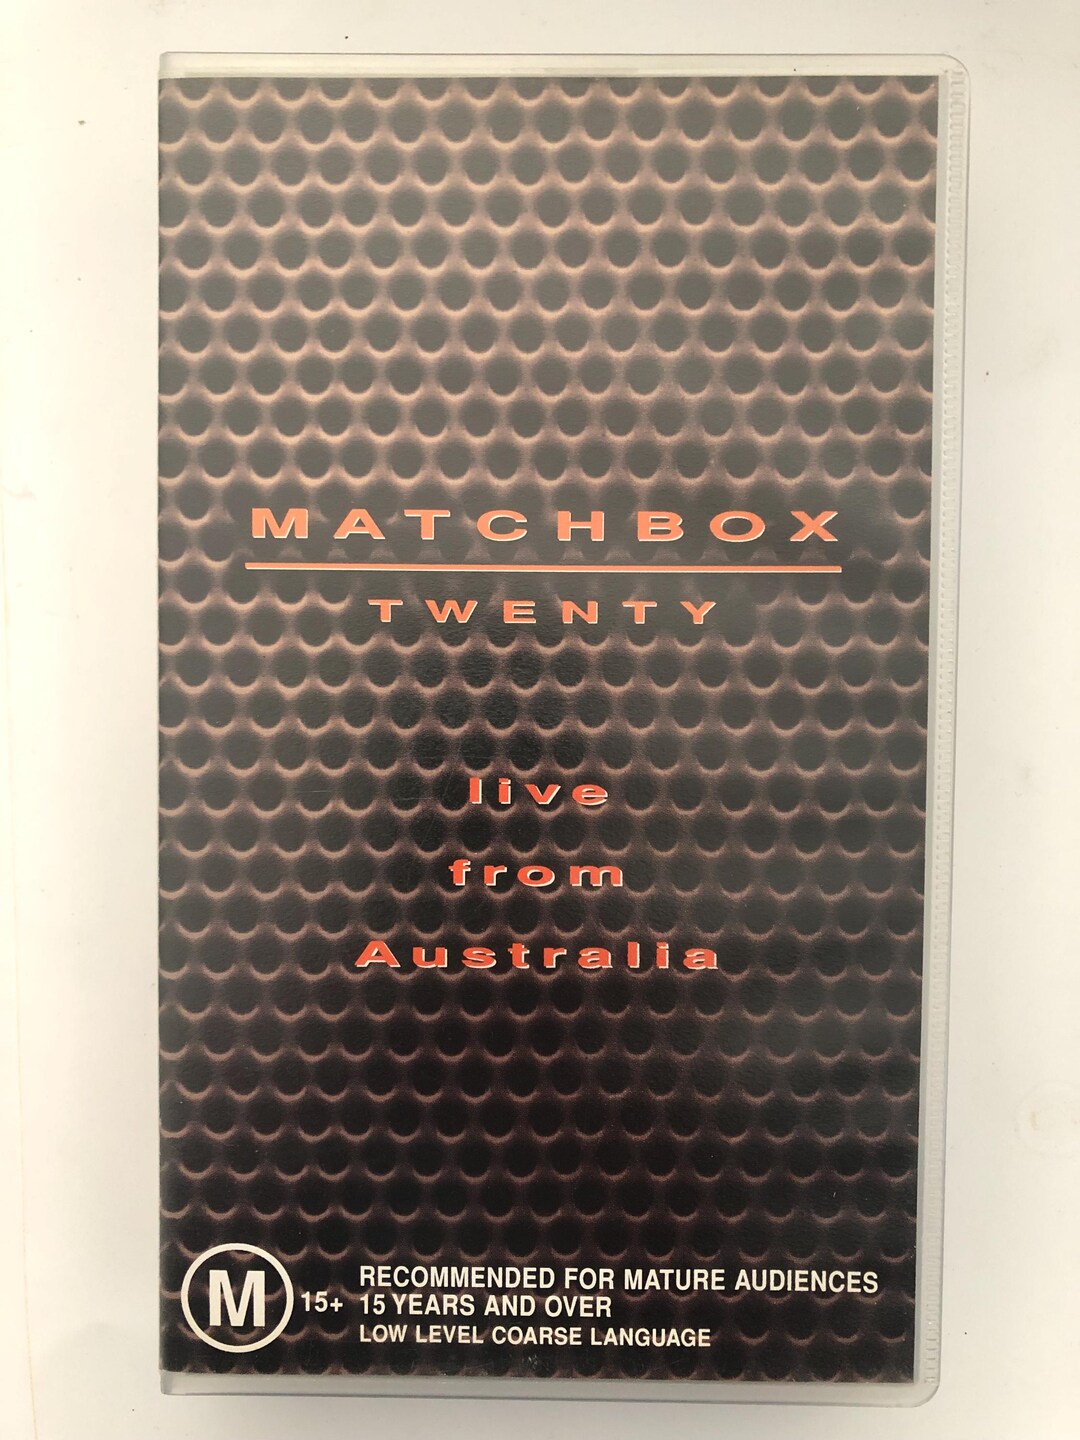 MATCHBOX
TWENTY
live
from
Australia
M 15+ RECOMMENDED FOR MATURE AUDIENCES
15 YEARS AND OVER
LOW LEVEL COARSE LANGUAGE